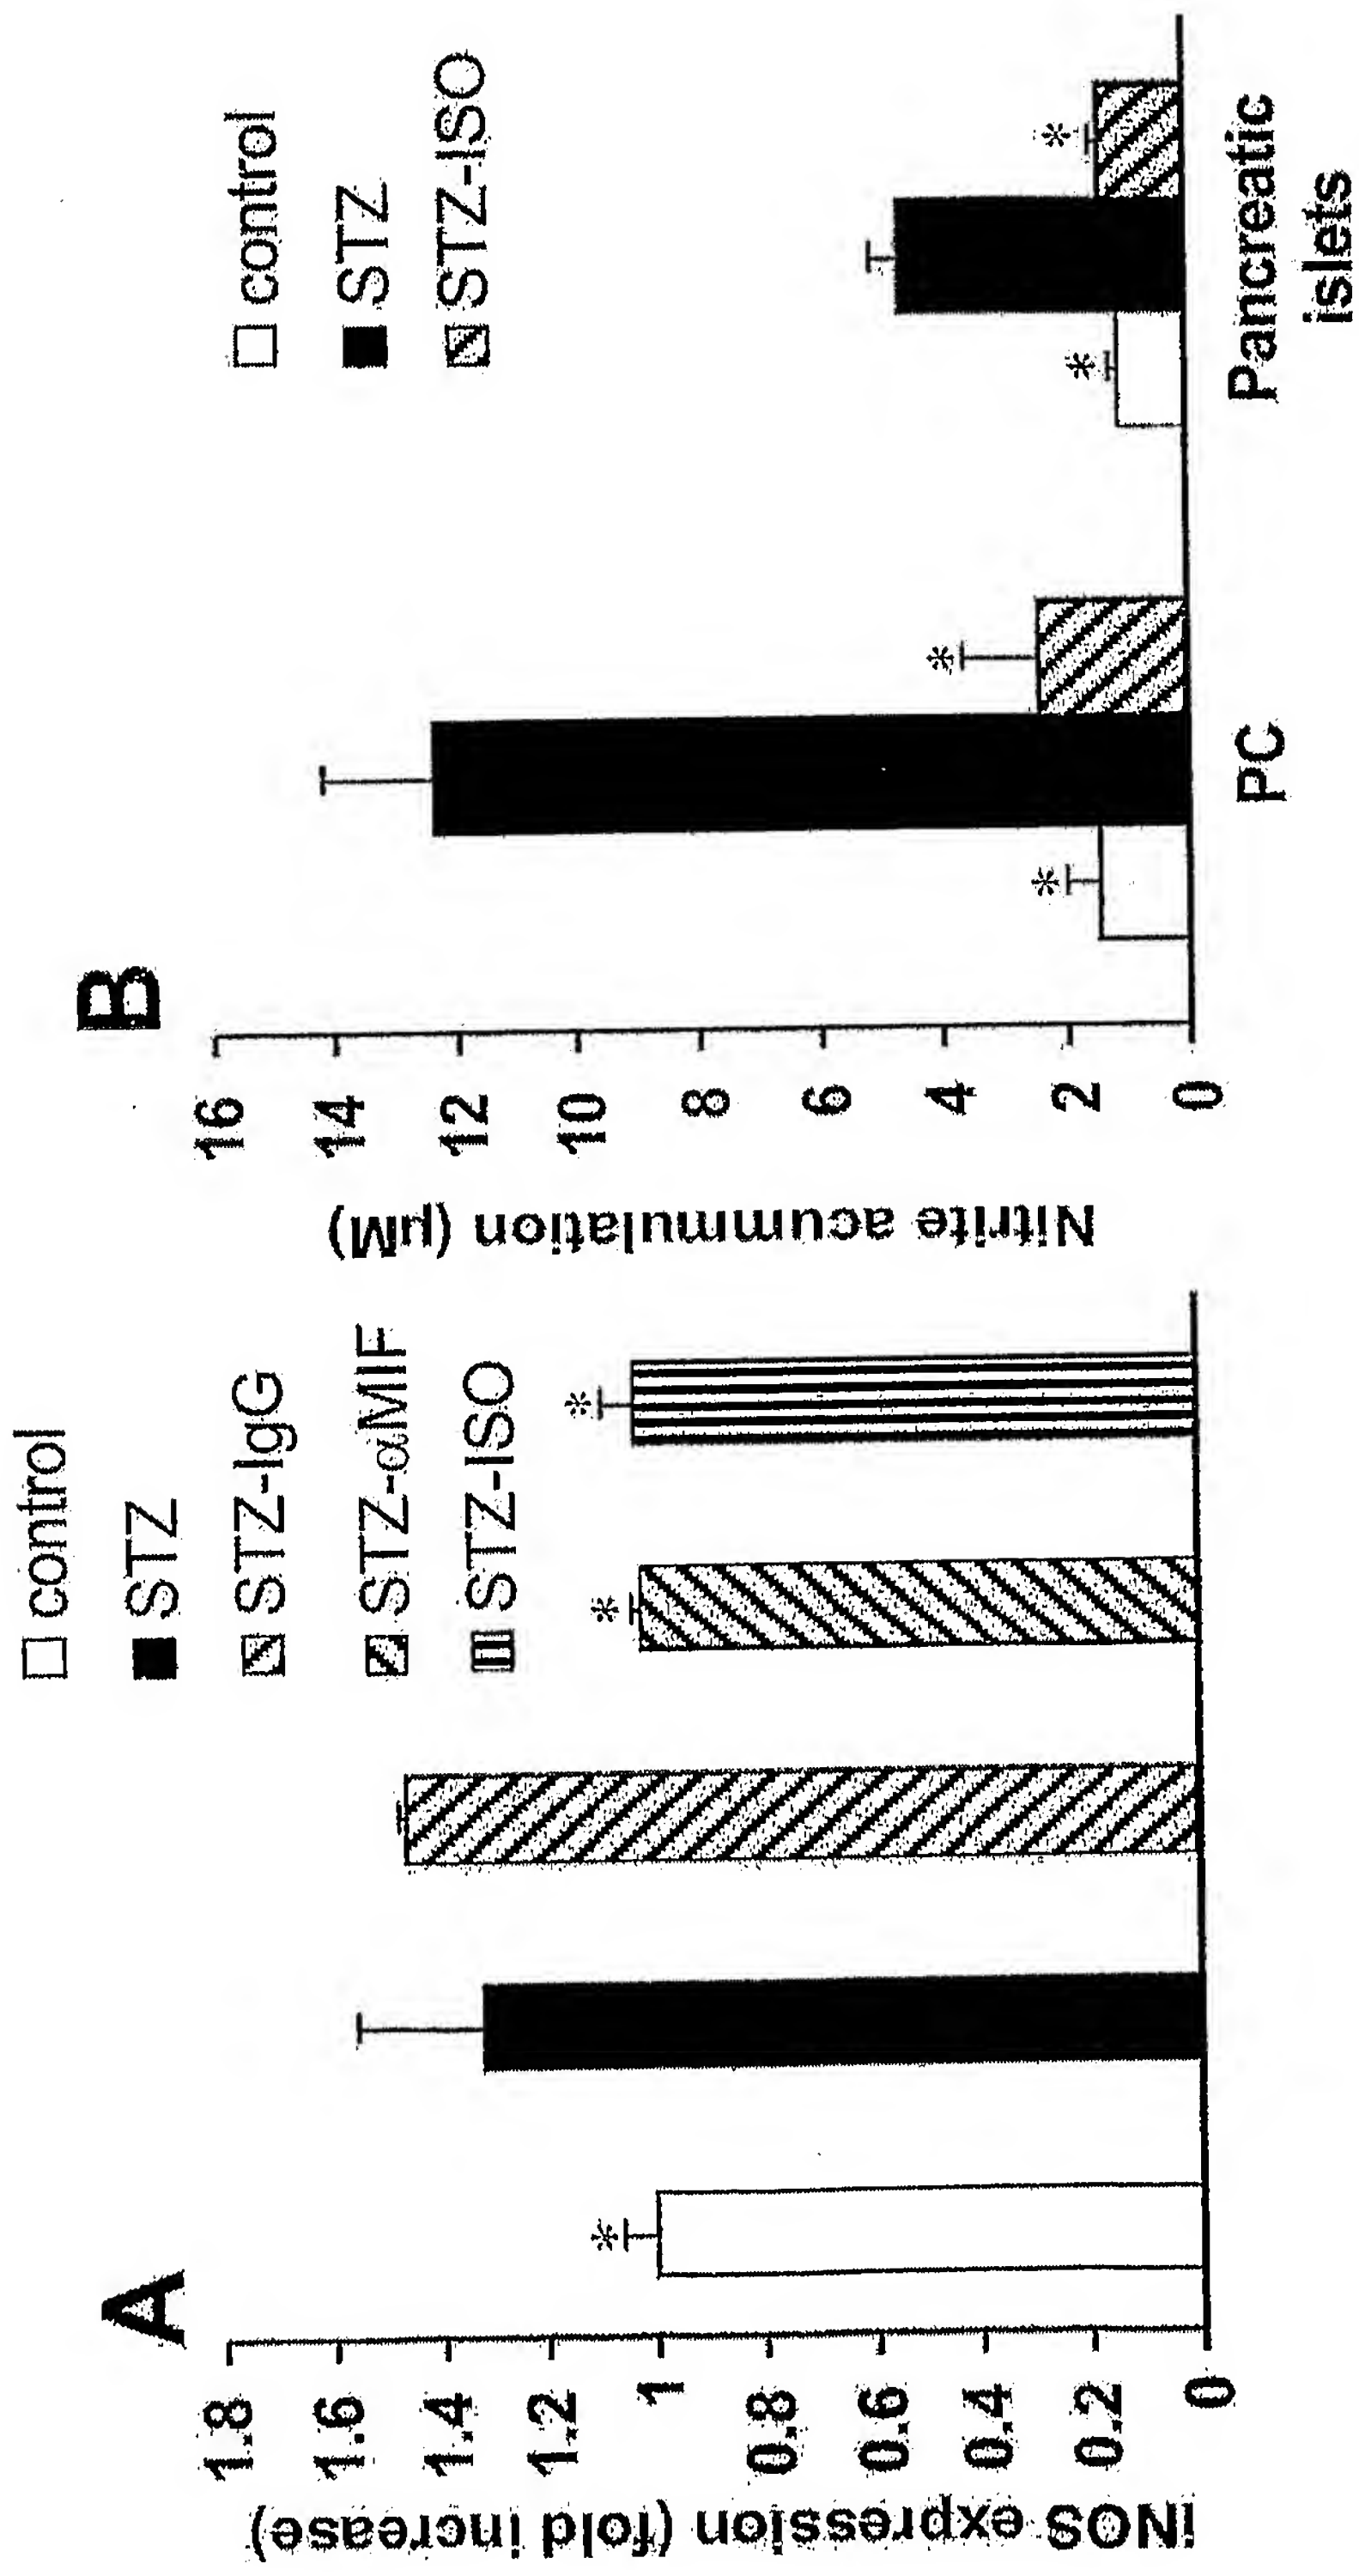 A
iNOS expression (fold increase)
1.8
1.6
1.4
1.2
1
0.8
0.6
0.4
0.2
0
control
STZ
STZ-IgG
STZ-αMIF
STZ-ISO
*
*
*
B
Nitrite acummulation (µM)
16
14
12
10
8
6
4
2
0
control
STZ
STZ-ISO
*
*
*
*
PC
Pancreatic
islets